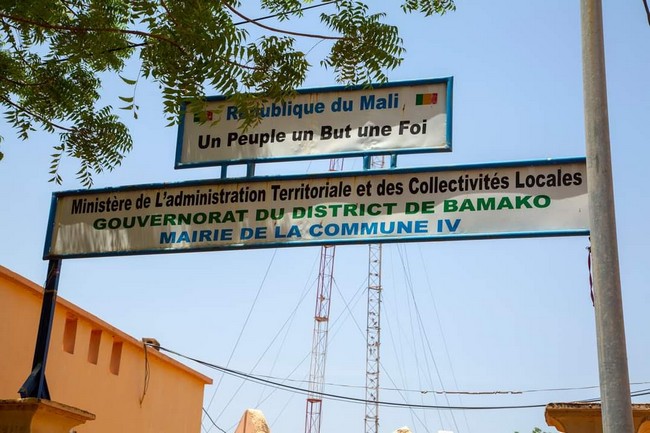 République du Mali
Un Peuple un But une Foi
Ministère de L'administration Territoriale et des Collectivités Locales
GOUVERNORAT DU DISTRICT DE BAMAKO
MAIRIE DE LA COMMUNE IV